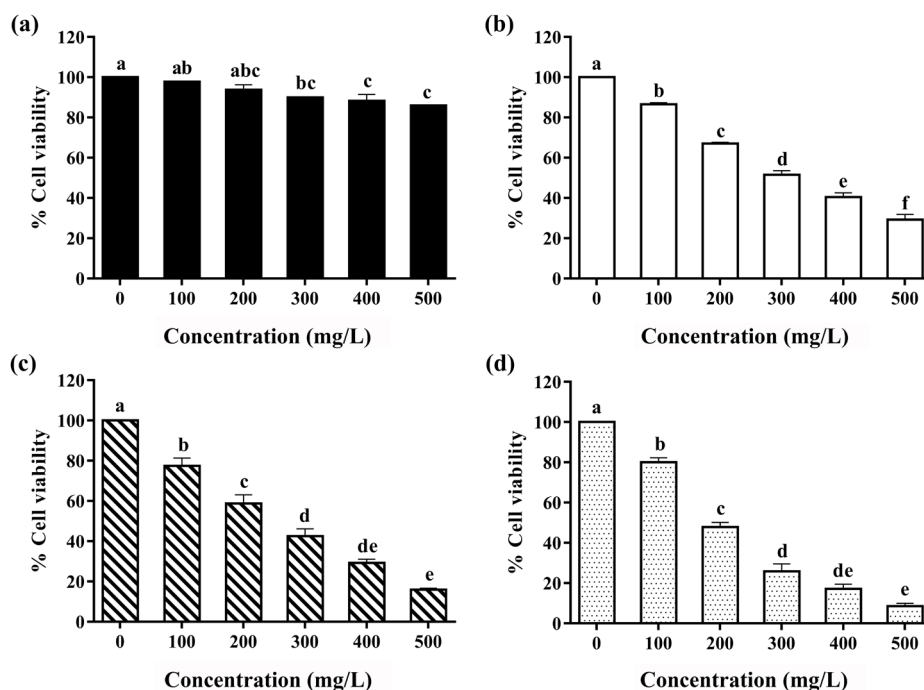 (a)
120
100
80
60
40
20
0
% Cell viability
a ab abc bc c c
0 100 200 300 400 500
Concentration (mg/L)
(b)
120
100
80
60
40
20
0
% Cell viability
a b c d e f
0 100 200 300 400 500
Concentration (mg/L)
(c)
120
100
80
60
40
20
0
% Cell viability
a b c d de e
0 100 200 300 400 500
Concentration (mg/L)
(d)
120
100
80
60
40
20
0
% Cell viability
a b c d de e
0 100 200 300 400 500
Concentration (mg/L)